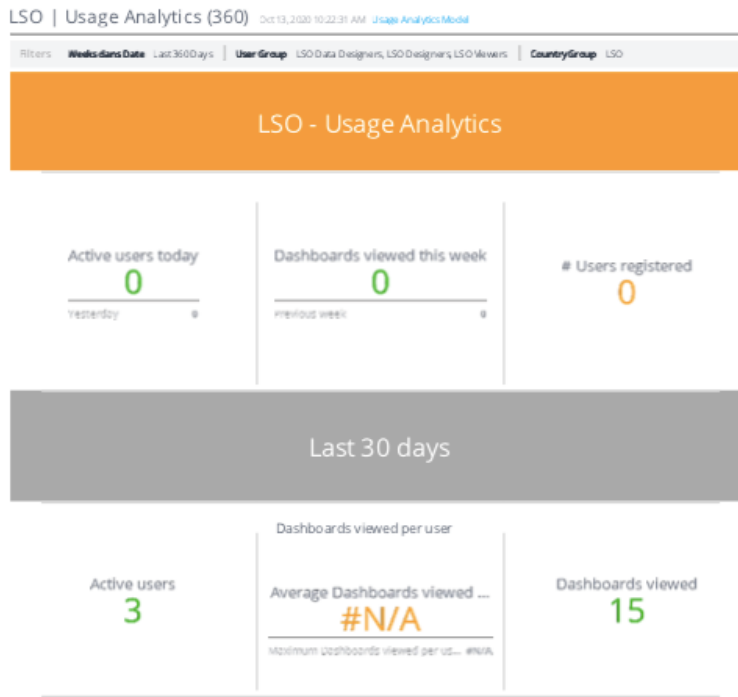 LSO | Usage Analytics (360) Oct 13, 2020 10:22:31 AM Usage Analytics Model
Filters WeeksdansDate Last 360 Days | User Group LSO Data Designers, LSO Designers, LSO Viewers | CountryGroup LSO
LSO - Usage Analytics
Active users today
0
Yesterday 0
Dashboards viewed this week
0
Previous week 0
# Users registered
0
Last 30 days
Active users
3
Dashboards viewed per user
Average Dashboards viewed ...
#N/A
Maximum Dashboards viewed per us... #N/A
Dashboards viewed
15